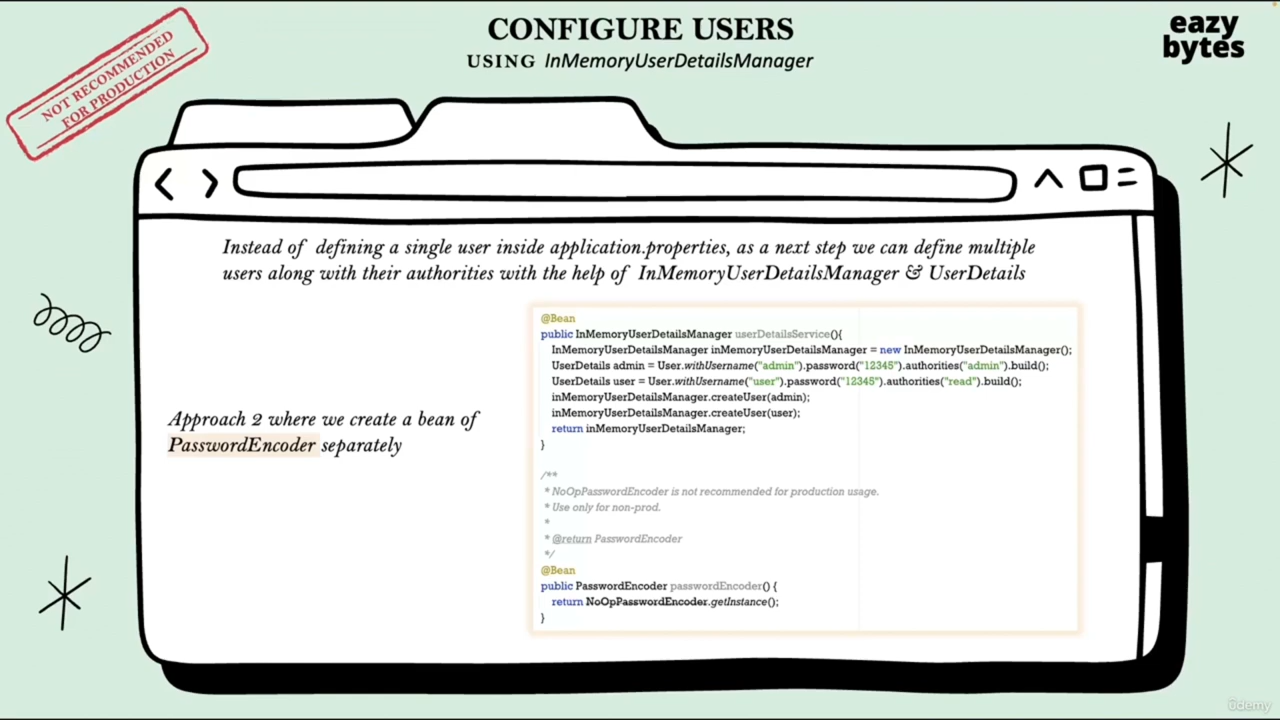 NOT RECOMMENDED
FOR PRODUCTION
CONFIGURE USERS
USING InMemoryUserDetailsManager
eazy
bytes
Instead of defining a single user inside application.properties, as a next step we can define multiple
users along with their authorities with the help of InMemoryUserDetailsManager & UserDetails
Approach 2 where we create a bean of
PasswordEncoder separately
@Bean
public InMemoryUserDetailsManager userDetailsService(){
InMemoryUserDetailsManager inMemoryUserDetailsManager = new InMemoryUserDetailsManager();
UserDetails admin = User.withUsername("admin").password("12345").authorities("admin").build();
UserDetails user = User.withUsername("user").password("12345").authorities("read").build();
inMemoryUserDetailsManager.createUser(admin);
inMemoryUserDetailsManager.createUser(user);
return inMemoryUserDetailsManager;
}
/**
* NoOpPasswordEncoder is not recommended for production usage.
* Use only for non-prod.
*
* @return PasswordEncoder
*/
@Bean
public PasswordEncoder passwordEncoder() {
return NoOpPasswordEncoder.getInstance();
}
ûdemy